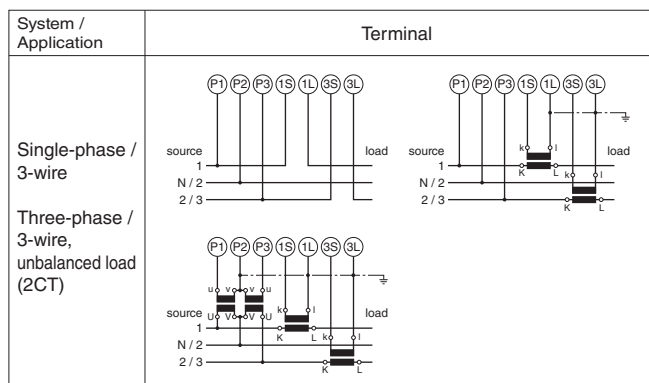 System /
Application
Terminal
Single-phase /
3-wire
Three-phase /
3-wire,
unbalanced load
(2CT)
P1 P2 P3 1S 1L 3S 3L
source load
1
N / 2
2 / 3
P1 P2 P3 1S 1L 3S 3L
k l
source load
1
K L k l
N / 2
2 / 3
K L
P1 P2 P3 1S 1L 3S 3L
u v v u
k l
source U V V U load
1
K L k l
N / 2
2 / 3
K L